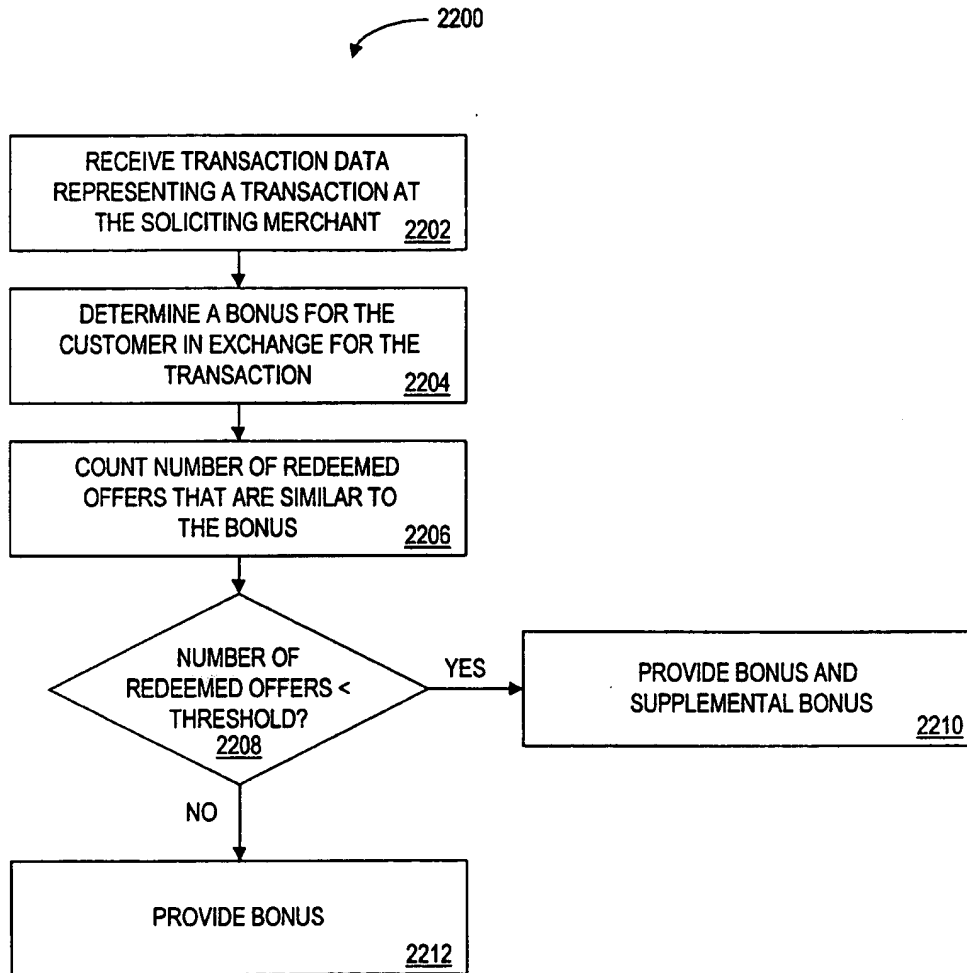 2200
RECEIVE TRANSACTION DATA
REPRESENTING A TRANSACTION AT
THE SOLICITING MERCHANT
2202
DETERMINE A BONUS FOR THE
CUSTOMER IN EXCHANGE FOR THE
TRANSACTION
2204
COUNT NUMBER OF REDEEMED
OFFERS THAT ARE SIMILAR TO
THE BONUS
2206
NUMBER OF
REDEEMED OFFERS <
THRESHOLD?
2208
YES
PROVIDE BONUS AND
SUPPLEMENTAL BONUS
2210
NO
PROVIDE BONUS
2212